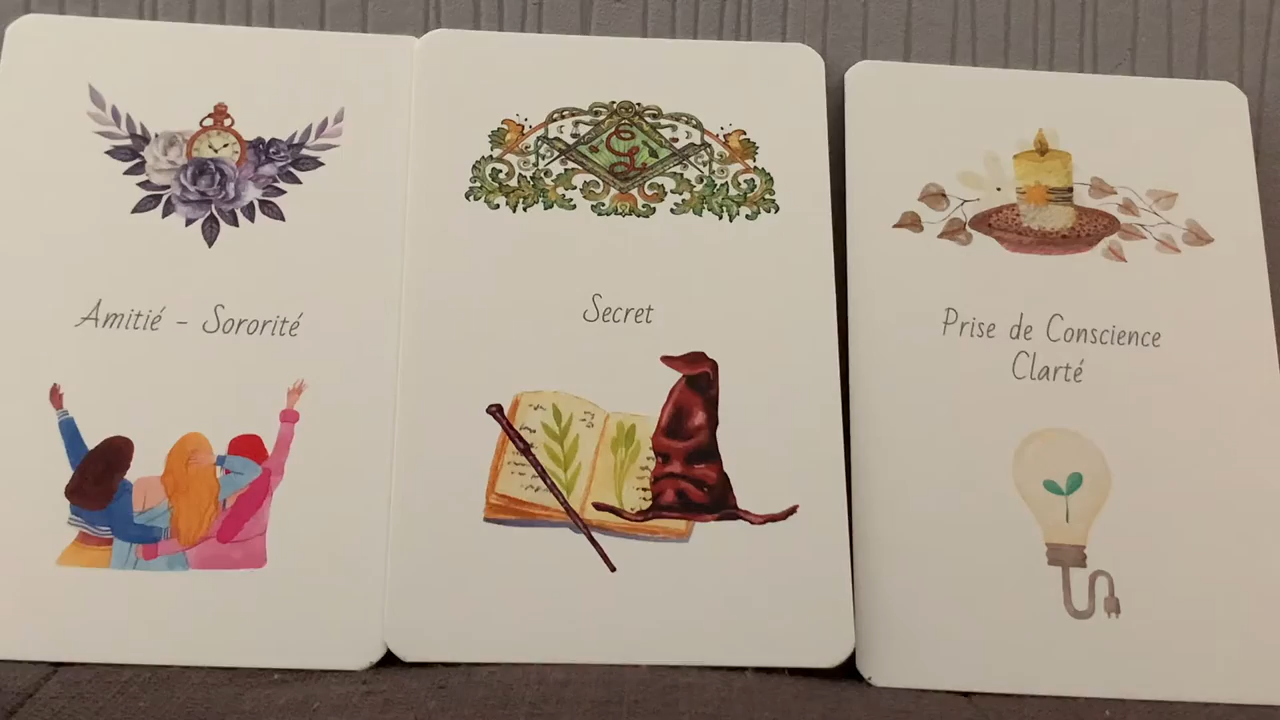 Amitié - Sororité
Secret
Prise de Conscience
Clarté